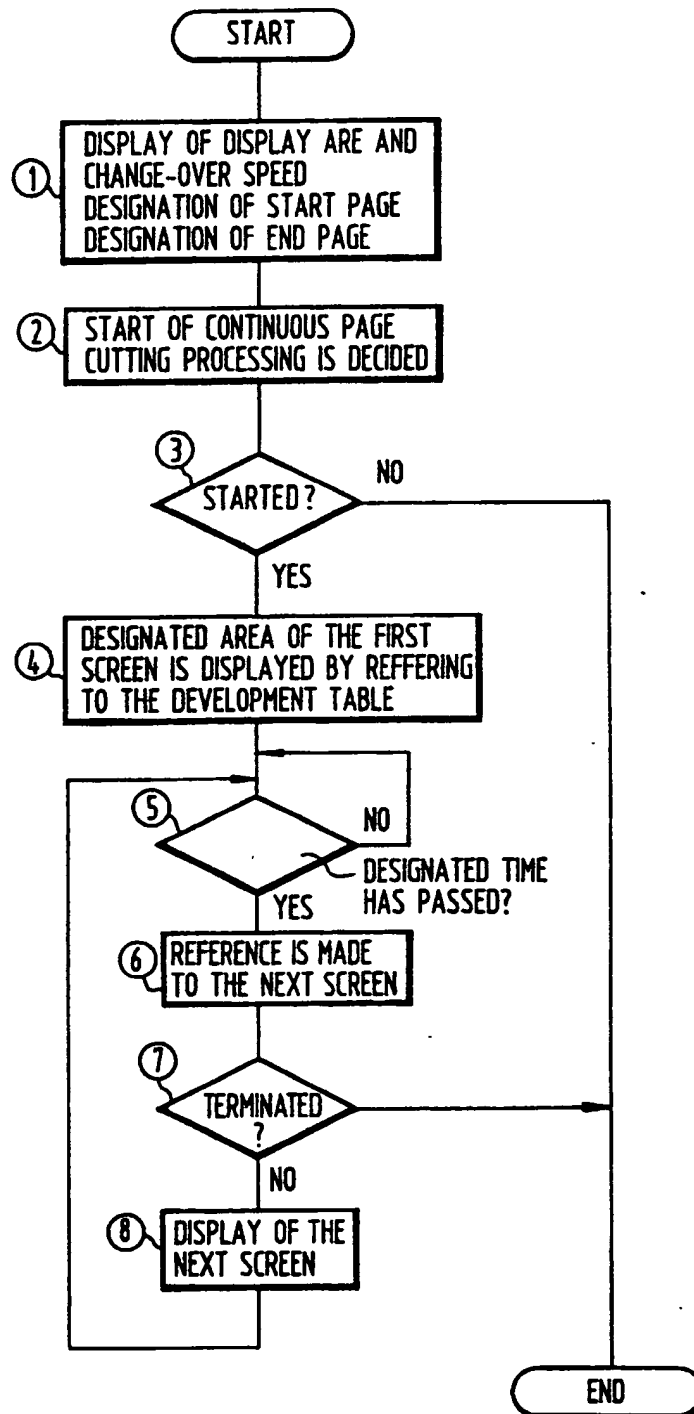 START
1
DISPLAY OF DISPLAY ARE AND
CHANGE-OVER SPEED
DESIGNATION OF START PAGE
DESIGNATION OF END PAGE
2
START OF CONTINUOUS PAGE
CUTTING PROCESSING IS DECIDED
3
STARTED?
NO
YES
4
DESIGNATED AREA OF THE FIRST
SCREEN IS DISPLAYED BY REFFERING
TO THE DEVELOPMENT TABLE
5
NO
DESIGNATED TIME
HAS PASSED?
YES
6
REFERENCE IS MADE
TO THE NEXT SCREEN
7
TERMINATED
?
NO
8
DISPLAY OF THE
NEXT SCREEN
END